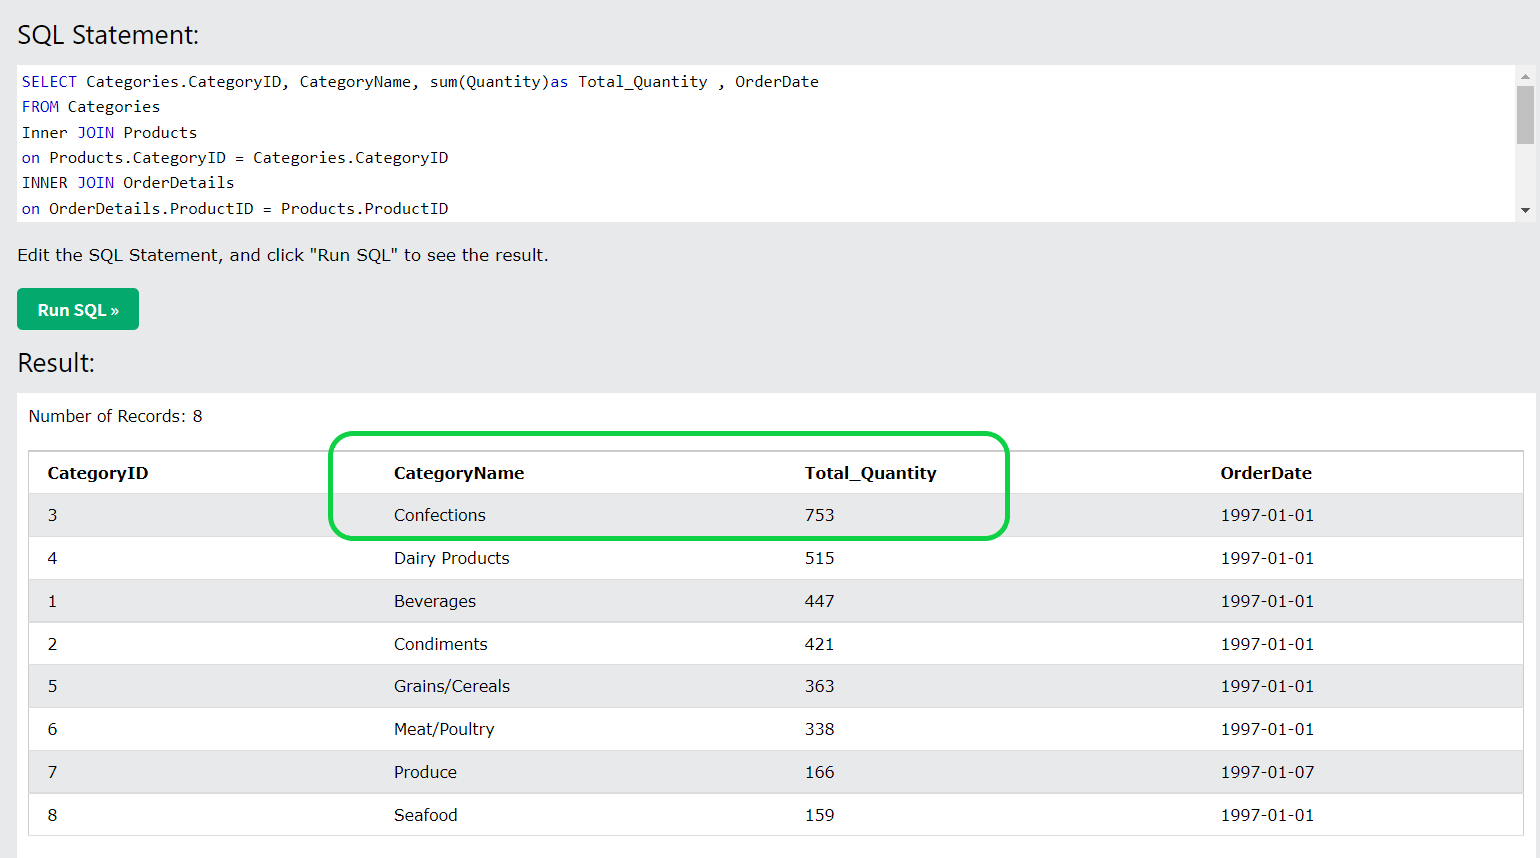 SQL Statement:
SELECT Categories.CategoryID, CategoryName, sum(Quantity)as Total_Quantity , OrderDate
FROM Categories
Inner JOIN Products
on Products.CategoryID = Categories.CategoryID
INNER JOIN OrderDetails
on OrderDetails.ProductID = Products.ProductID
Edit the SQL Statement, and click "Run SQL" to see the result.
Run SQL »
Result:
Number of Records: 8
CategoryID CategoryName Total_Quantity OrderDate
3 Confections 753 1997-01-01
4 Dairy Products 515 1997-01-01
1 Beverages 447 1997-01-01
2 Condiments 421 1997-01-01
5 Grains/Cereals 363 1997-01-01
6 Meat/Poultry 338 1997-01-01
7 Produce 166 1997-01-07
8 Seafood 159 1997-01-01